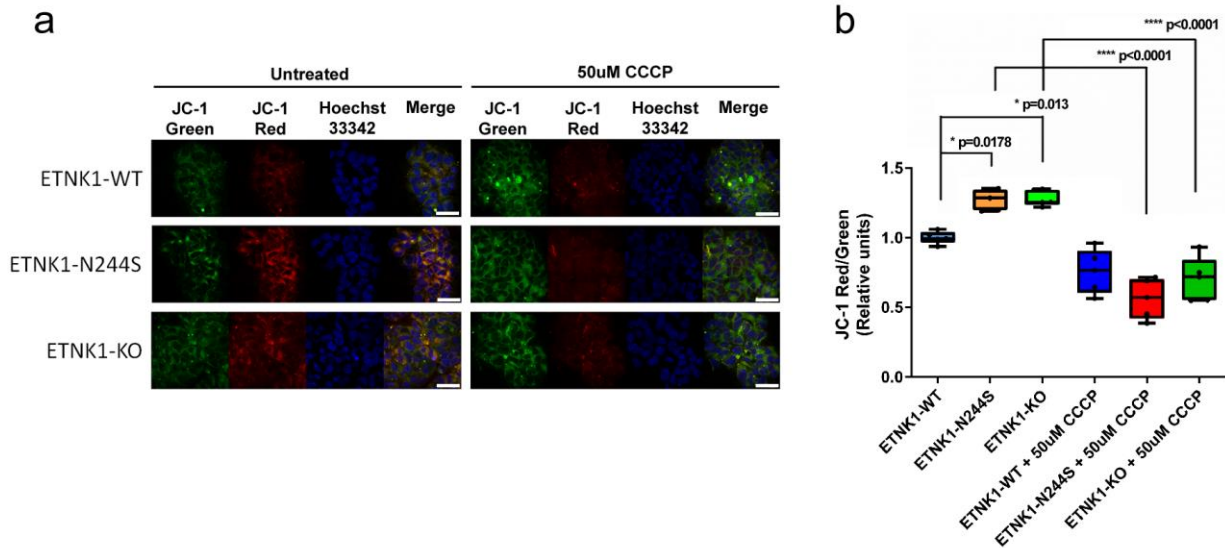 a
Untreated
50uM CCCP
JC-1 Green
JC-1 Red
Hoechst 33342
Merge
JC-1 Green
JC-1 Red
Hoechst 33342
Merge
ETNK1-WT
ETNK1-N244S
ETNK1-KO
b
**** p<0.0001
**** p<0.0001
* p=0.013
* p=0.0178
JC-1 Red/Green
(Relative units)
1.5
1.0
0.5
0.0
ETNK1-WT
ETNK1-N244S
ETNK1-KO
ETNK1-WT + 50uM CCCP
ETNK1-N244S + 50uM CCCP
ETNK1-KO + 50uM CCCP